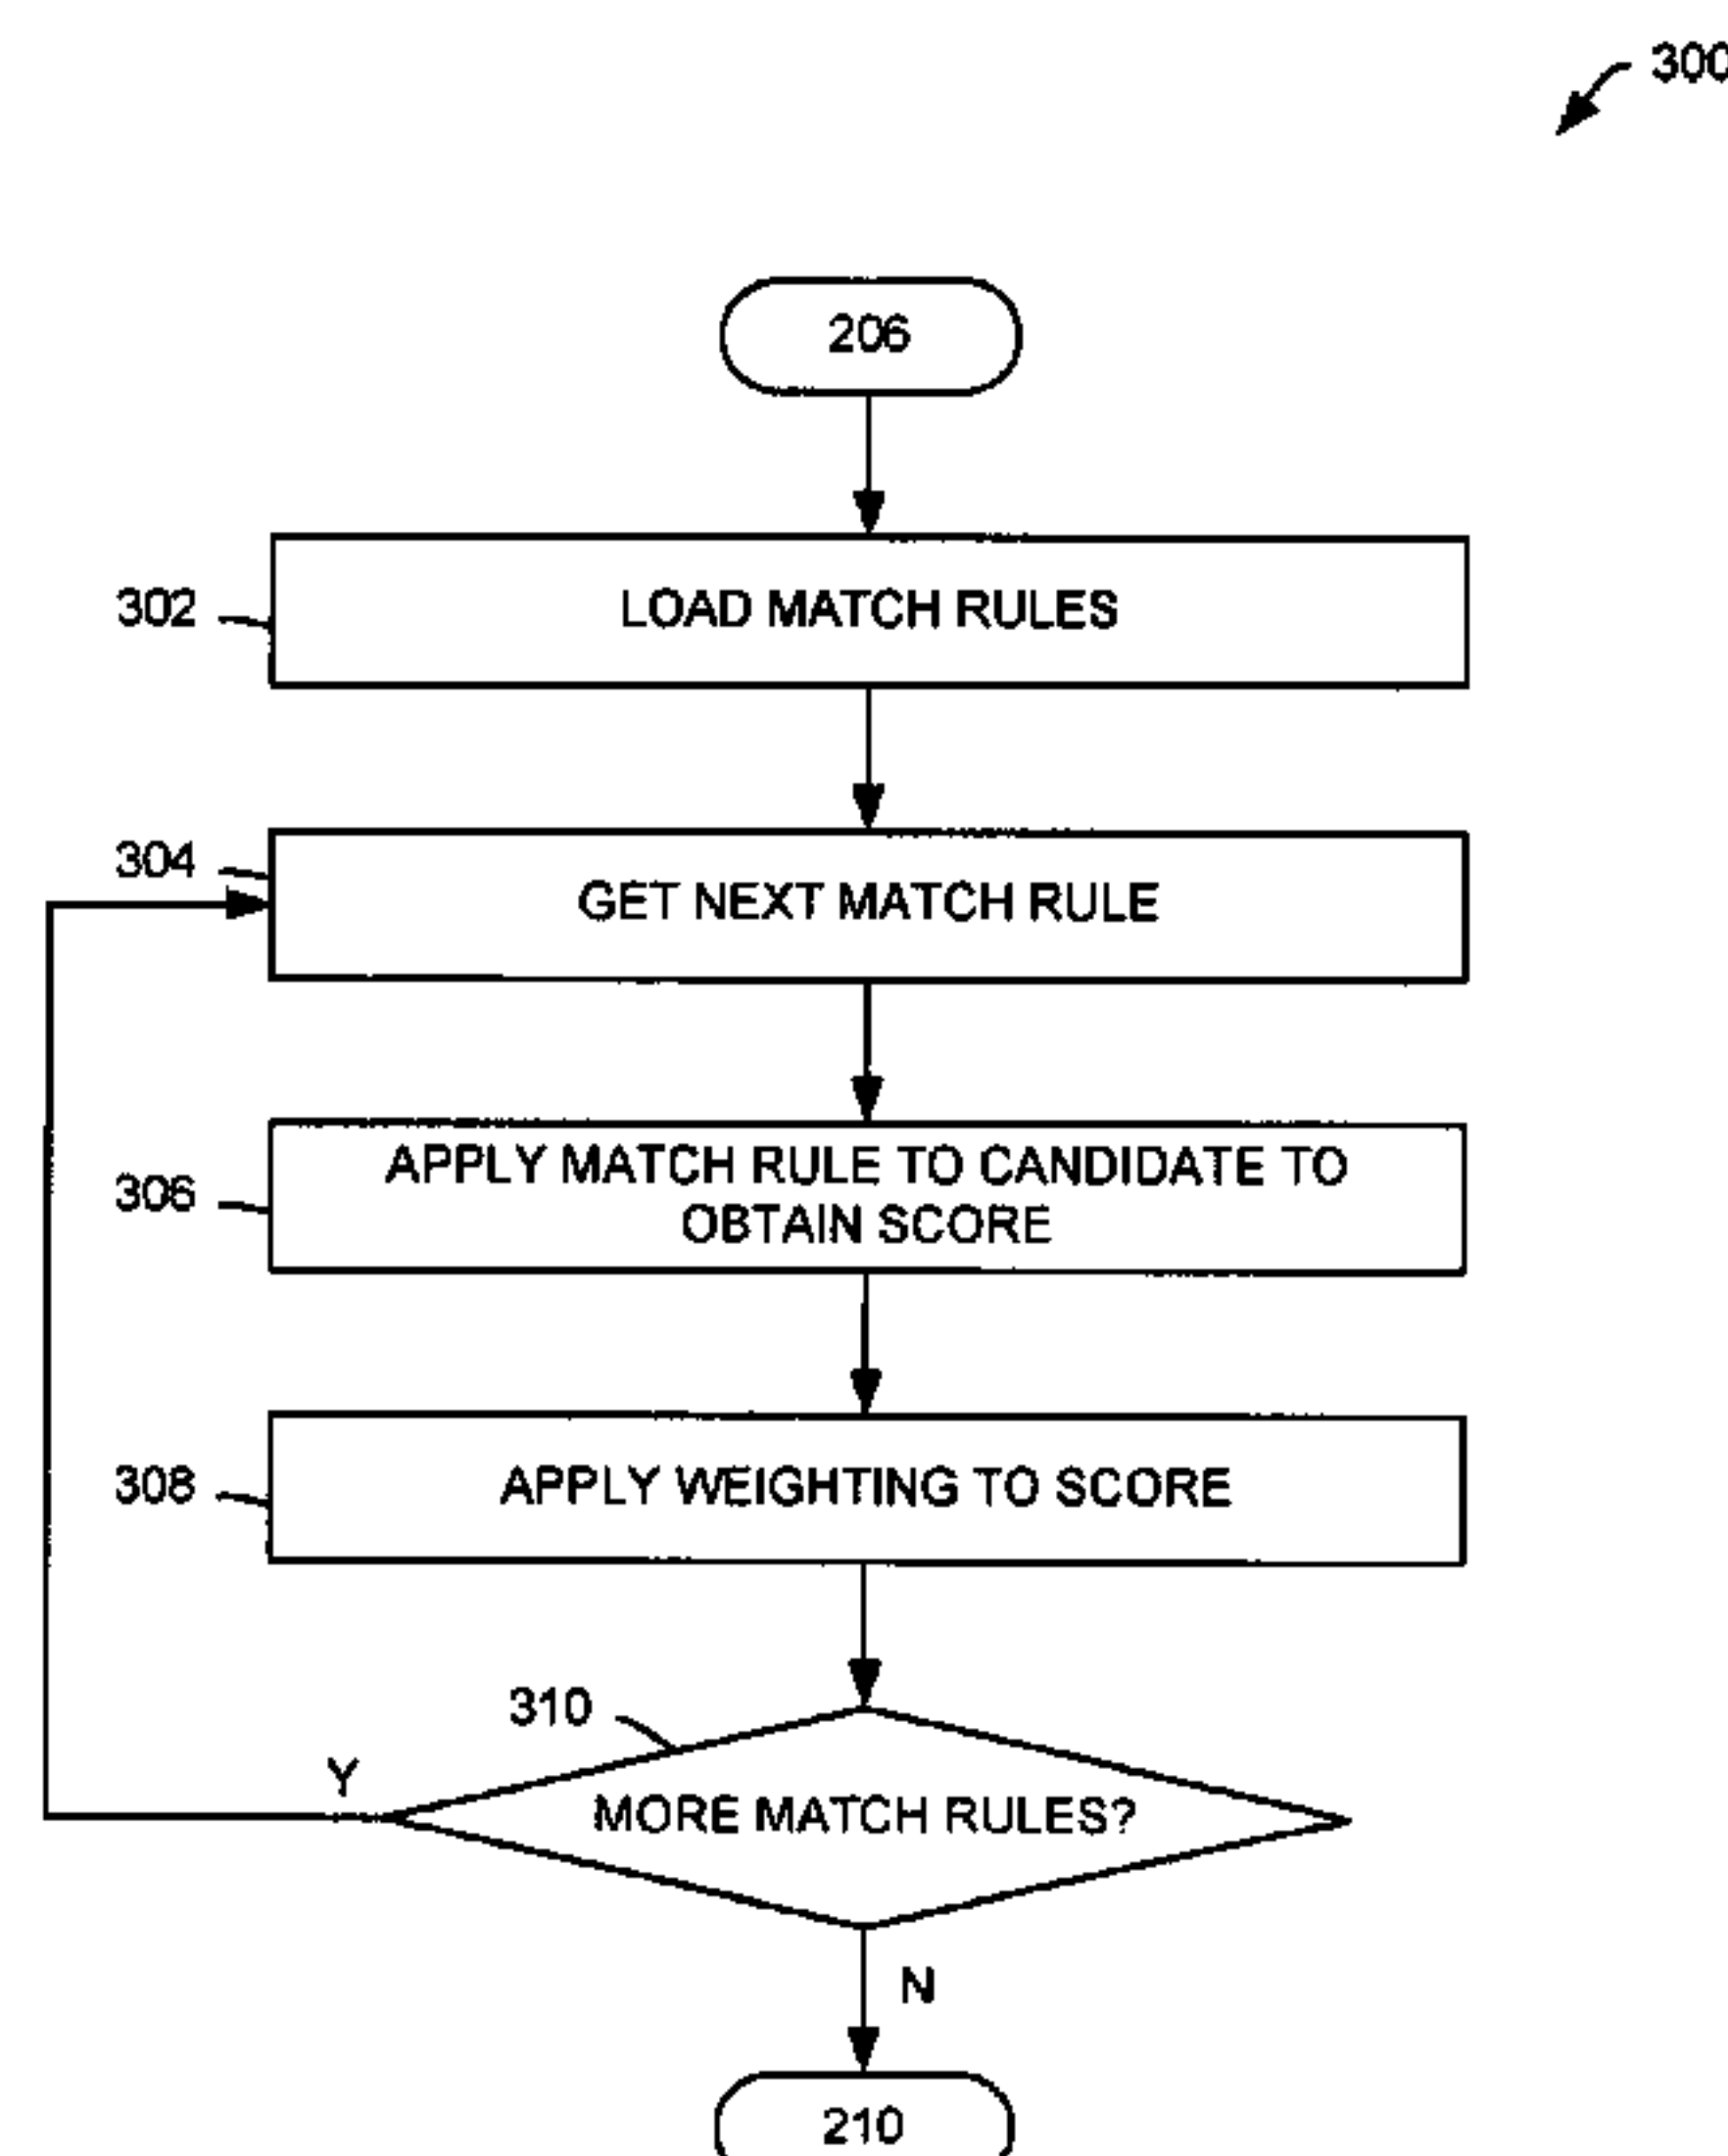 300
206
302
LOAD MATCH RULES
304
GET NEXT MATCH RULE
306
APPLY MATCH RULE TO CANDIDATE TO
OBTAIN SCORE
308
APPLY WEIGHTING TO SCORE
310
Y
MORE MATCH RULES?
N
210